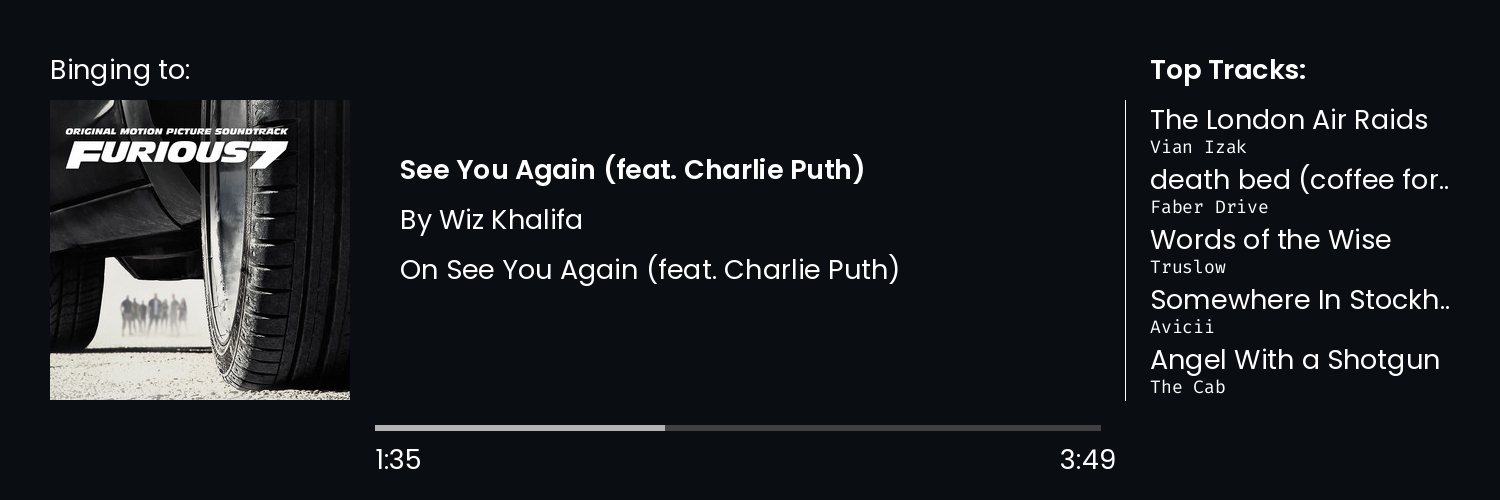 Binging to:
ORIGINAL MOTION PICTURE SOUNDTRACK
FURIOUS 7
See You Again (feat. Charlie Puth)
By Wiz Khalifa
On See You Again (feat. Charlie Puth)
1:35
3:49
Top Tracks:
The London Air Raids
Vian Izak
death bed (coffee for..
Faber Drive
Words of the Wise
Truslow
Somewhere In Stockh..
Avicii
Angel With a Shotgun
The Cab